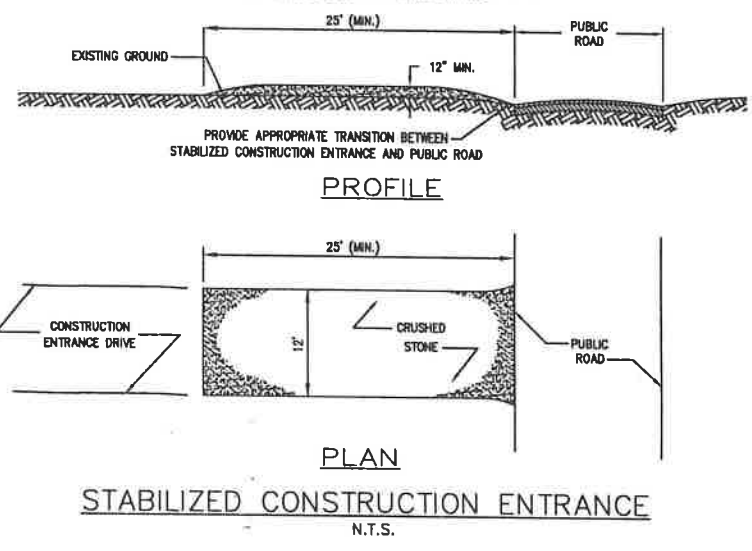 25' (MIN.)
PUBLIC
ROAD
EXISTING GROUND
12" MIN.
PROVIDE APPROPRIATE TRANSITION BETWEEN
STABILIZED CONSTRUCTION ENTRANCE AND PUBLIC ROAD
PROFILE
25' (MIN.)
CONSTRUCTION
ENTRANCE DRIVE
12"
CRUSHED
STONE
PUBLIC
ROAD
PLAN
STABILIZED CONSTRUCTION ENTRANCE
N.T.S.